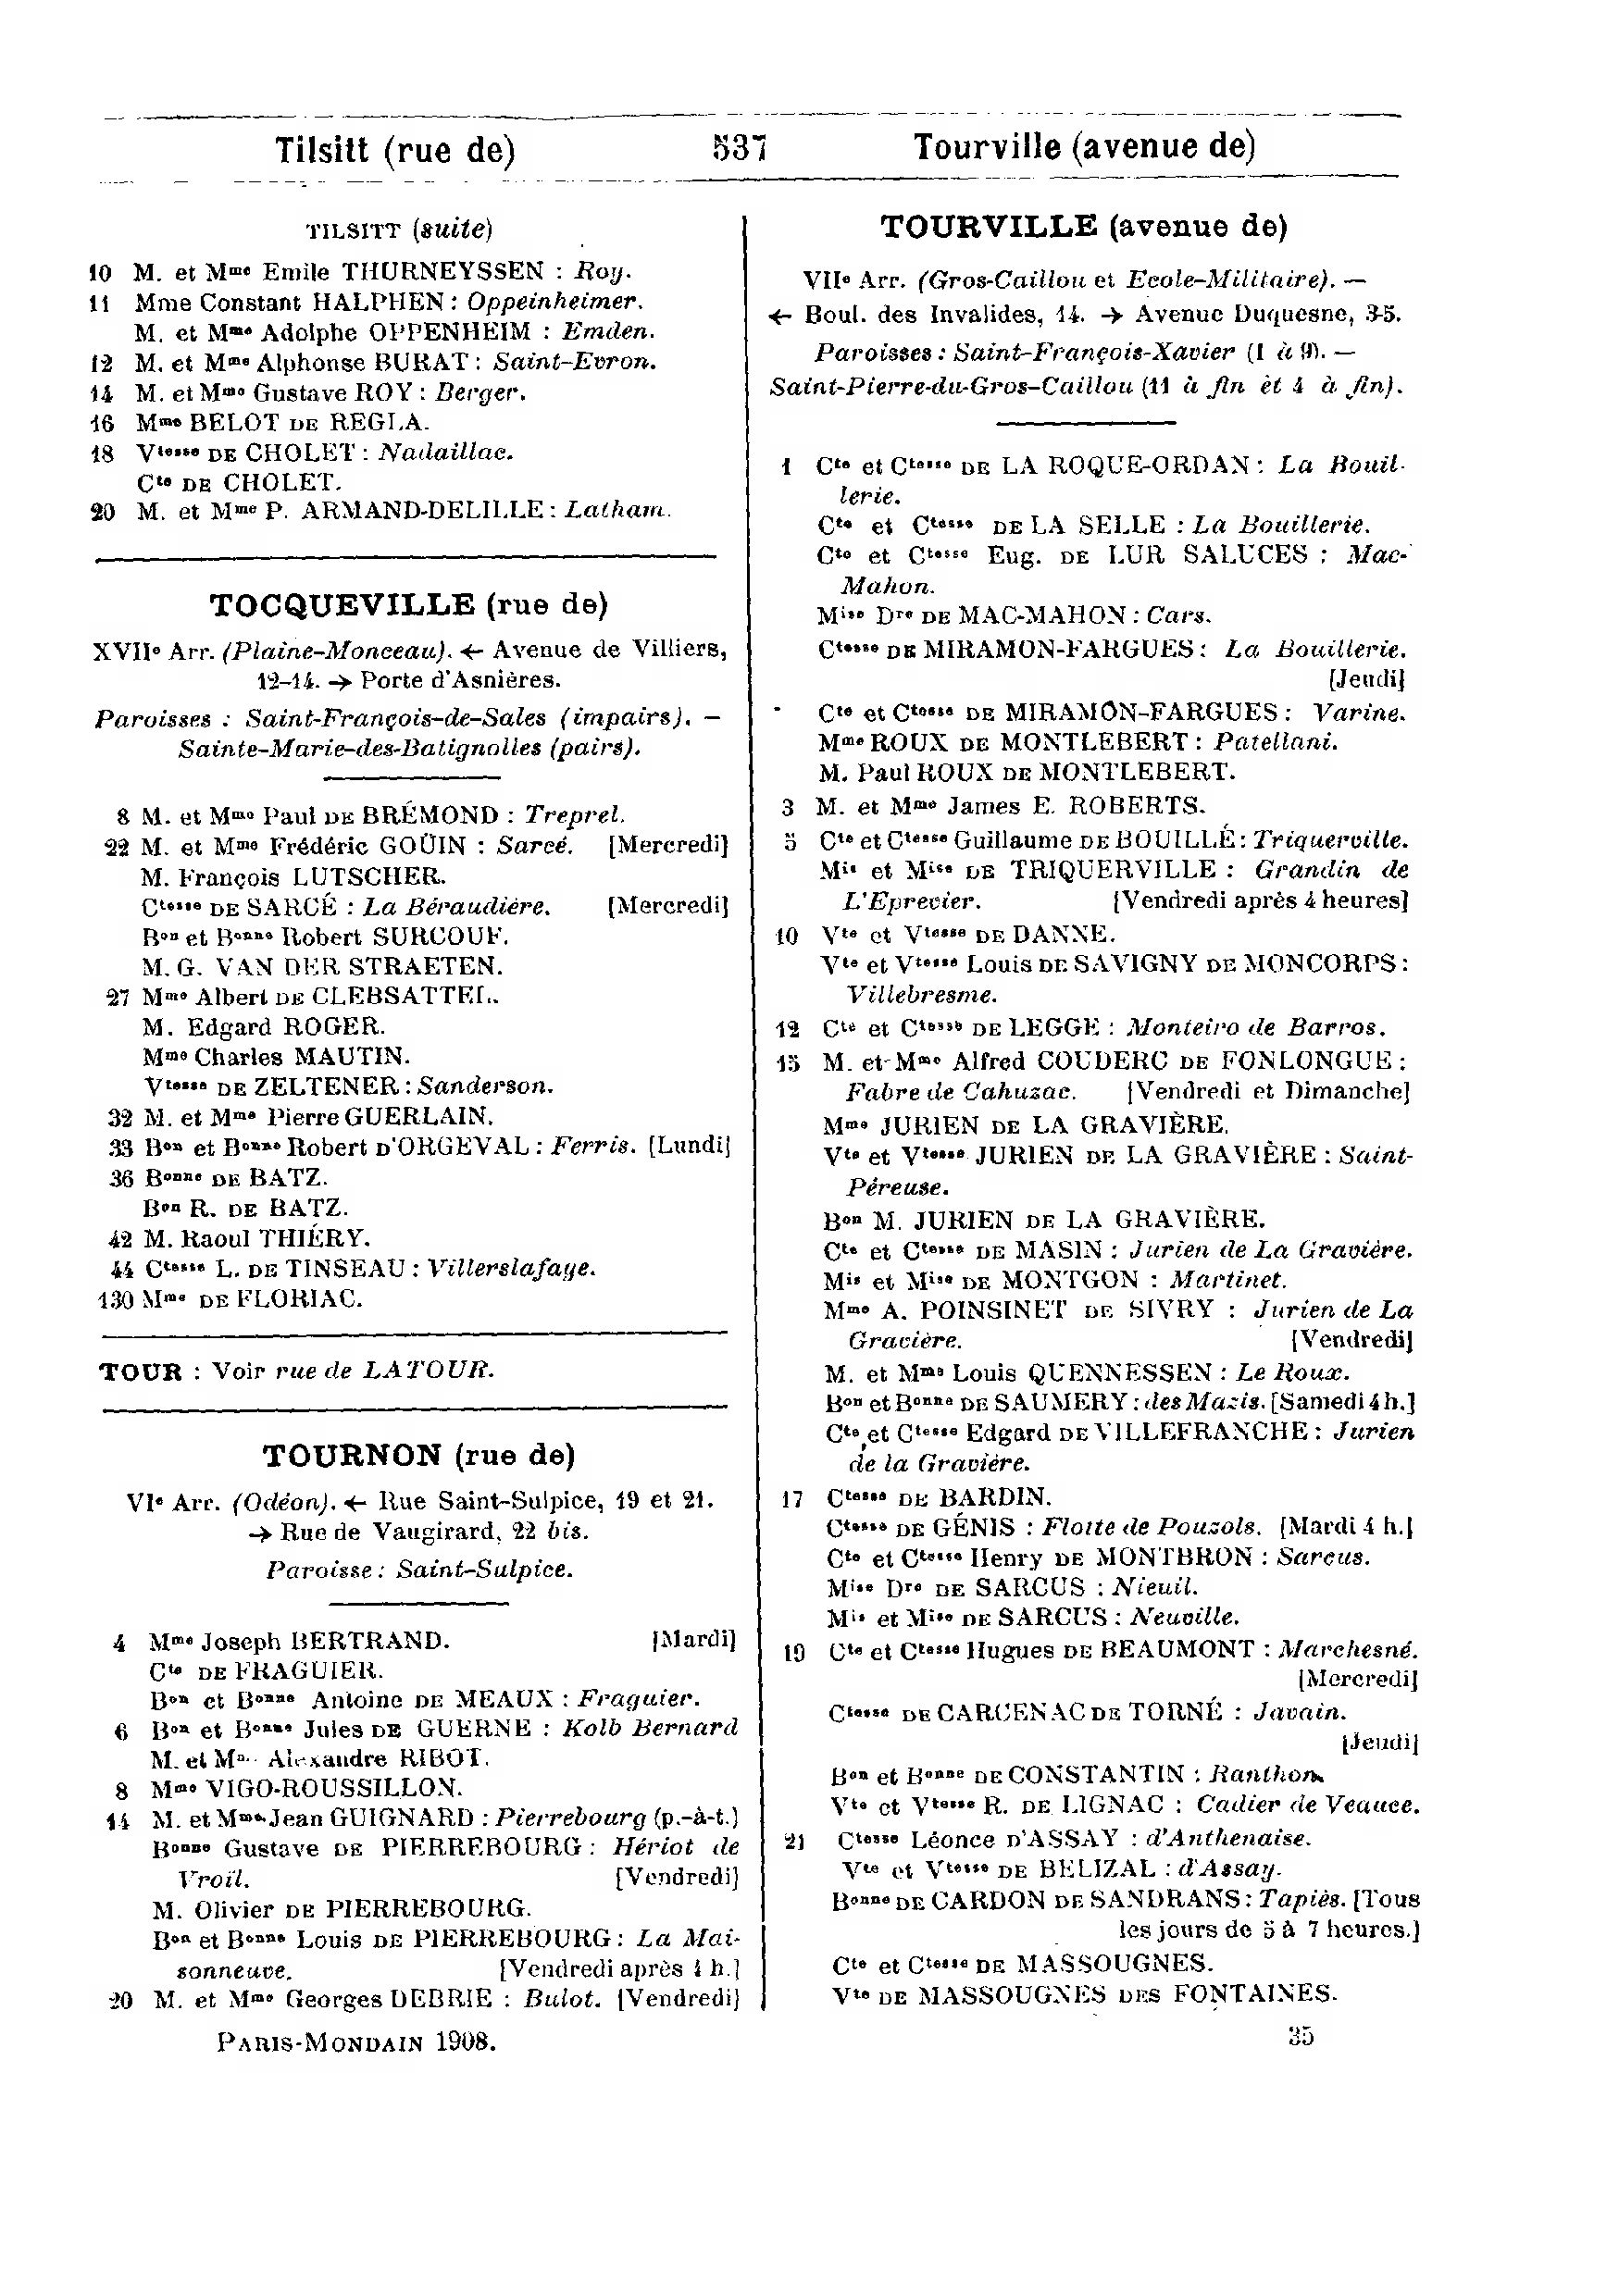 Tilsitt (rue de) 537 Tourville (avenue de)
TILSITT (suite)
10 M. et Mme Emile THURNEYSSEN : Roy.
11 Mme Constant HALPHEN : Oppeinheimer.
M. et Mme Adolphe OPPENHEIM : Emden.
12 M. et Mme Alphonse BURAT : Saint-Evron.
14 M. et Mme Gustave ROY : Berger.
16 Mme BELOT DE REGLA.
18 Vtesse DE CHOLET : Nadaillac.
Cte DE CHOLET.
20 M. et Mme P. ARMAND-DELILLE : Latham.
TOCQUEVILLE (rue de)
XVIIe Arr. (Plaine-Monceau). ← Avenue de Villiers,
12-14. → Porte d'Asnières.
Paroisses : Saint-François-de-Sales (impairs). —
Sainte-Marie-des-Batignolles (pairs).
8 M. et Mme Paul DE BRÉMOND : Treprel.
22 M. et Mme Frédéric GOÜIN : Sarcé. [Mercredi]
M. François LUTSCHER.
Ctesse DE SARCÉ : La Béraudière. [Mercredi]
Bon et Bonne Robert SURCOUF.
M. G. VAN DER STRAETEN.
27 Mme Albert DE CLEBSATTEL.
M. Edgard ROGER.
Mme Charles MAUTIN.
Vtesse DE ZELTENER : Sanderson.
32 M. et Mme Pierre GUERLAIN.
33 Bon et Bonne Robert D'ORGEVAL : Ferris. [Lundi]
36 Bonne DE BATZ.
Bon R. DE BATZ.
42 M. Raoul THIÉRY.
44 Ctesse L. DE TINSEAU : Villerslafaye.
130 Mme DE FLORIAC.
TOUR : Voir rue de LATOUR.
TOURNON (rue de)
VIe Arr. (Odéon). ← Rue Saint-Sulpice, 19 et 21.
→ Rue de Vaugirard, 22 bis.
Paroisse : Saint-Sulpice.
4 Mme Joseph BERTRAND. [Mardi]
Cte DE FRAGUIER.
Bon et Bonne Antoine DE MEAUX : Fraguier.
6 Bon et Bonne Jules DE GUERNE : Kolb Bernard
M. et Mme Alexandre RIBOT.
8 Mme VIGO-ROUSSILLON.
14 M. et Mme Jean GUIGNARD : Pierrebourg (p.-à-t.)
Bonne Gustave DE PIERREBOURG : Hériot de
Vroïl. [Vendredi]
M. Olivier DE PIERREBOURG.
Bon et Bonne Louis DE PIERREBOURG : La Mai-
sonneuve. [Vendredi après 4 h.]
20 M. et Mme Georges DEBRIE : Bulot. [Vendredi]
PARIS-MONDAIN 1908.
TOURVILLE (avenue de)
VIIe Arr. (Gros-Caillou et Ecole-Militaire). —
← Boul. des Invalides, 14. → Avenue Duquesne, 3-5.
Paroisses : Saint-François-Xavier (1 à 9). —
Saint-Pierre-du-Gros-Caillou (11 à fin èt 4 à fin).
1 Cte et Ctesse DE LA ROQUE-ORDAN : La Bouil-
lerie.
Cte et Ctesse DE LA SELLE : La Bouillerie.
Cte et Ctesse Eug. DE LUR SALUCES : Mac-
Mahon.
Mise Dre DE MAC-MAHON : Cars.
Ctesse DE MIRAMON-FARGUES : La Bouillerie.
[Jeudi]
Cte et Ctesse DE MIRAMON-FARGUES : Varine.
Mme ROUX DE MONTLEBERT : Patellani.
M. Paul ROUX DE MONTLEBERT.
3 M. et Mme James E. ROBERTS.
5 Cte et Ctesse Guillaume DE BOUILLÉ : Triquerville.
Mis et Mise DE TRIQUERVILLE : Grandin de
L'Eprevier. [Vendredi après 4 heures]
10 Vte et Vtesse DE DANNE.
Vte et Vtesse Louis DE SAVIGNY DE MONCORPS :
Villebresme.
12 Cte et Ctesse DE LEGGE : Monteiro de Barros.
15 M. et Mme Alfred COUDERC DE FONLONGUE :
Fabre de Cahuzac. [Vendredi et Dimanche]
Mme JURIEN DE LA GRAVIÈRE.
Vte et Vtesse JURIEN DE LA GRAVIÈRE : Saint-
Péreuse.
Bon M. JURIEN DE LA GRAVIÈRE.
Cte et Ctesse DE MASIN : Jurien de La Gravière.
Mis et Mise DE MONTGON : Martinet.
Mme A. POINSINET DE SIVRY : Jurien de La
Gravière. [Vendredi]
M. et Mme Louis QUENNESSEN : Le Roux.
Bon et Bonne DE SAUMERY : des Mazis. [Samedi 4 h.]
Cte et Ctesse Edgard DE VILLEFRANCHE : Jurien
de la Gravière.
17 Ctesse DE BARDIN.
Ctesse DE GÉNIS : Flotte de Pouzols. [Mardi 4 h.]
Cte et Ctesse Henry DE MONTBRON : Sarcus.
Mise Dre DE SARCUS : Nieuil.
Mis et Mise DE SARCUS : Neuville.
19 Cte et Ctesse Hugues DE BEAUMONT : Marchesné.
[Mercredi]
Ctesse DE CARCENAC DE TORNÉ : Javain.
[Jeudi]
Bon et Bonne DE CONSTANTIN : Ranthon
Vte et Vtesse R. DE LIGNAC : Cadier de Veauce.
21 Ctesse Léonce D'ASSAY : d'Anthenaise.
Vte et Vtesse DE BELIZAL : d'Assay.
Bonne DE CARDON DE SANDRANS : Tapiès. [Tous
les jours de 5 à 7 heures.]
Cte et Ctesse DE MASSOUGNES.
Vte DE MASSOUGNES DES FONTAINES.
35